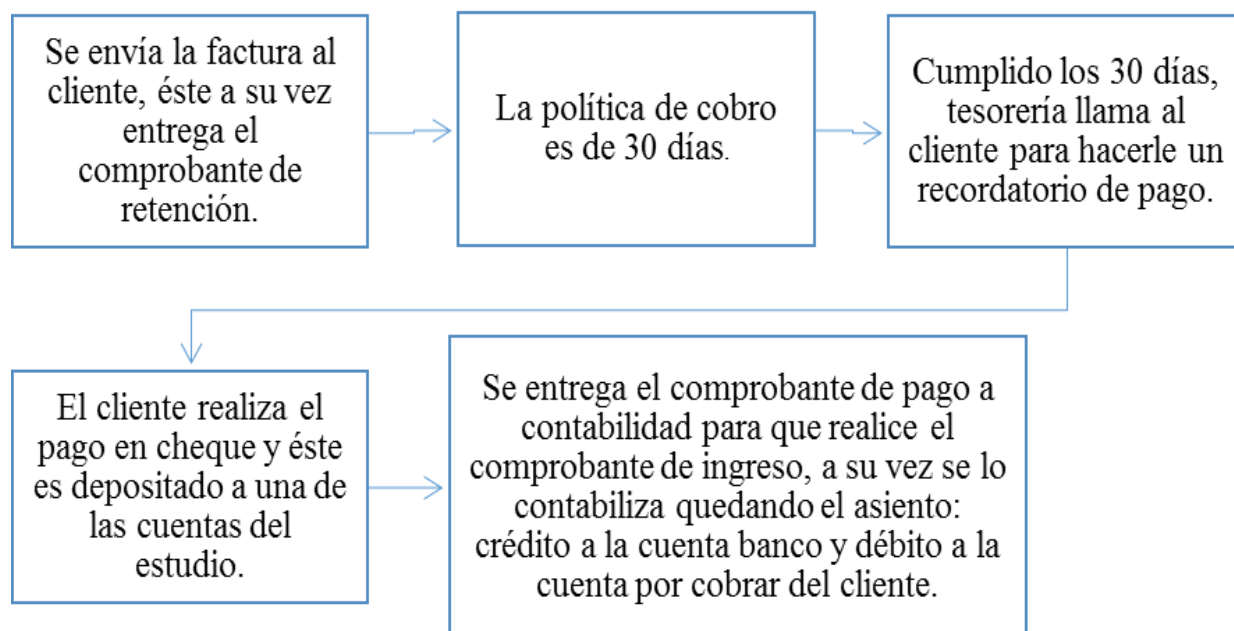 Se envía la factura al
cliente, éste a su vez
entrega el
comprobante de
retención.
La política de cobro
es de 30 días.
Cumplido los 30 días,
tesorería llama al
cliente para hacerle un
recordatorio de pago.
El cliente realiza el
pago en cheque y éste
es depositado a una de
las cuentas del
estudio.
Se entrega el comprobante de pago a
contabilidad para que realice el
comprobante de ingreso, a su vez se lo
contabiliza quedando el asiento:
crédito a la cuenta banco y débito a la
cuenta por cobrar del cliente.